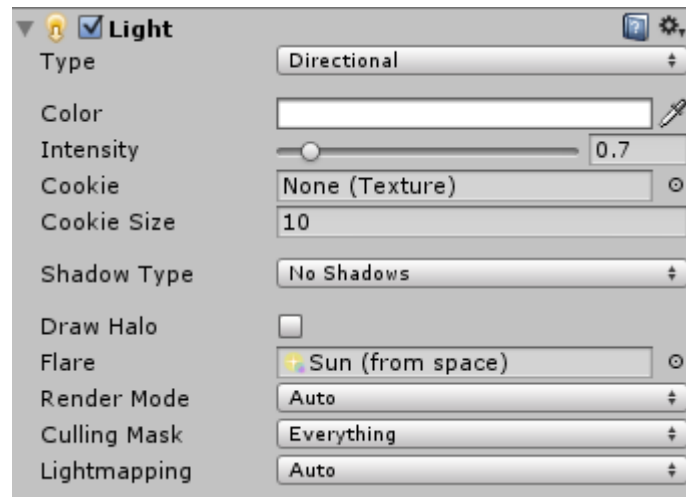 Light
Type Directional
Color
Intensity 0.7
Cookie None (Texture)
Cookie Size 10
Shadow Type No Shadows
Draw Halo
Flare Sun (from space)
Render Mode Auto
Culling Mask Everything
Lightmapping Auto